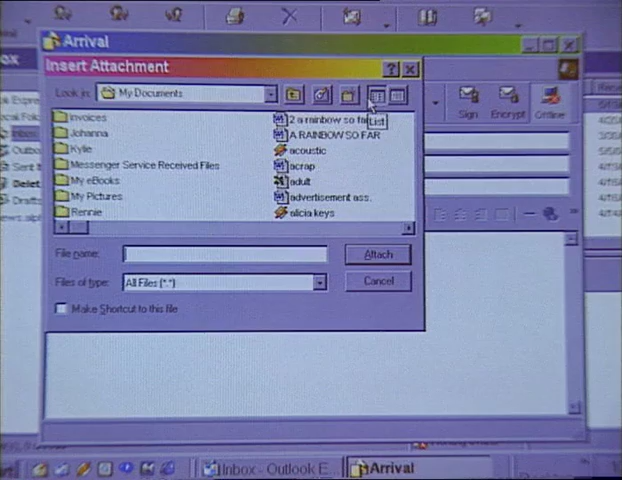 Arrival
Insert Attachment
Look in: My Documents
Invoices
Johanna
Kylie
Messenger Service Received Files
My eBooks
My Pictures
Rennie
2 a rainbow so far
A RAINBOW SO FAR
acoustic
acrap
adult
advertisement ass.
alicia keys
List
File name:
Attach
Files of type: All Files (*.*)
Cancel
Make Shortcut to this file
Sign Encrypt Offline
Inbox - Outlook E...
Arrival